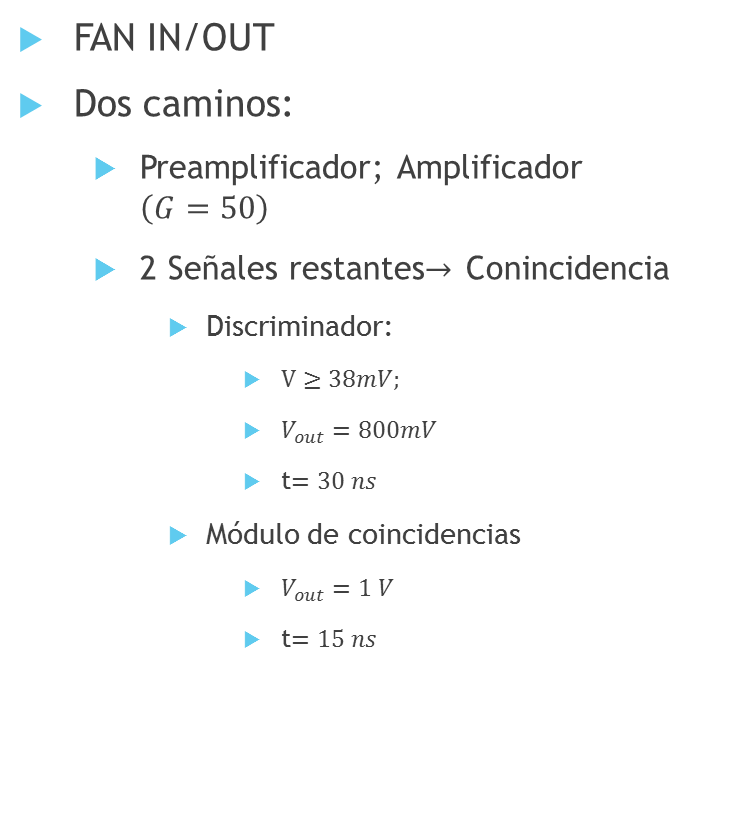 FAN IN/OUT
Dos caminos:
Preamplificador; Amplificador
(G = 50)
2 Señales restantes→ Conincidencia
Discriminador:
V ≥ 38mV;
V_out = 800mV
t= 30 ns
Módulo de coincidencias
V_out = 1 V
t= 15 ns